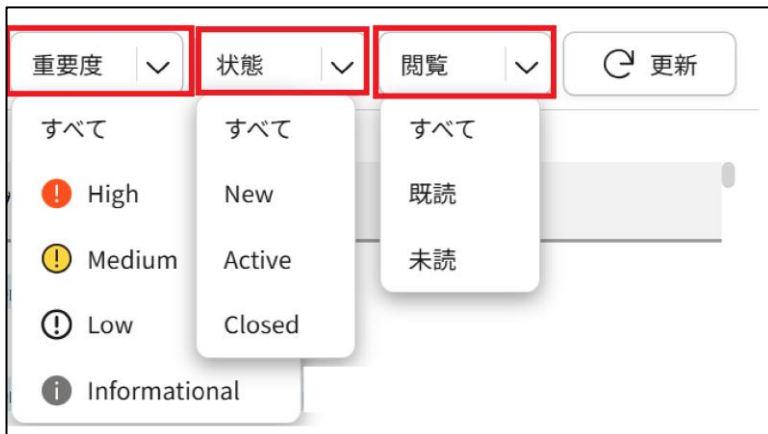 重要度 状態 閲覧 更新
すべて すべて すべて
High New 既読
Medium Active 未読
Low Closed
Informational